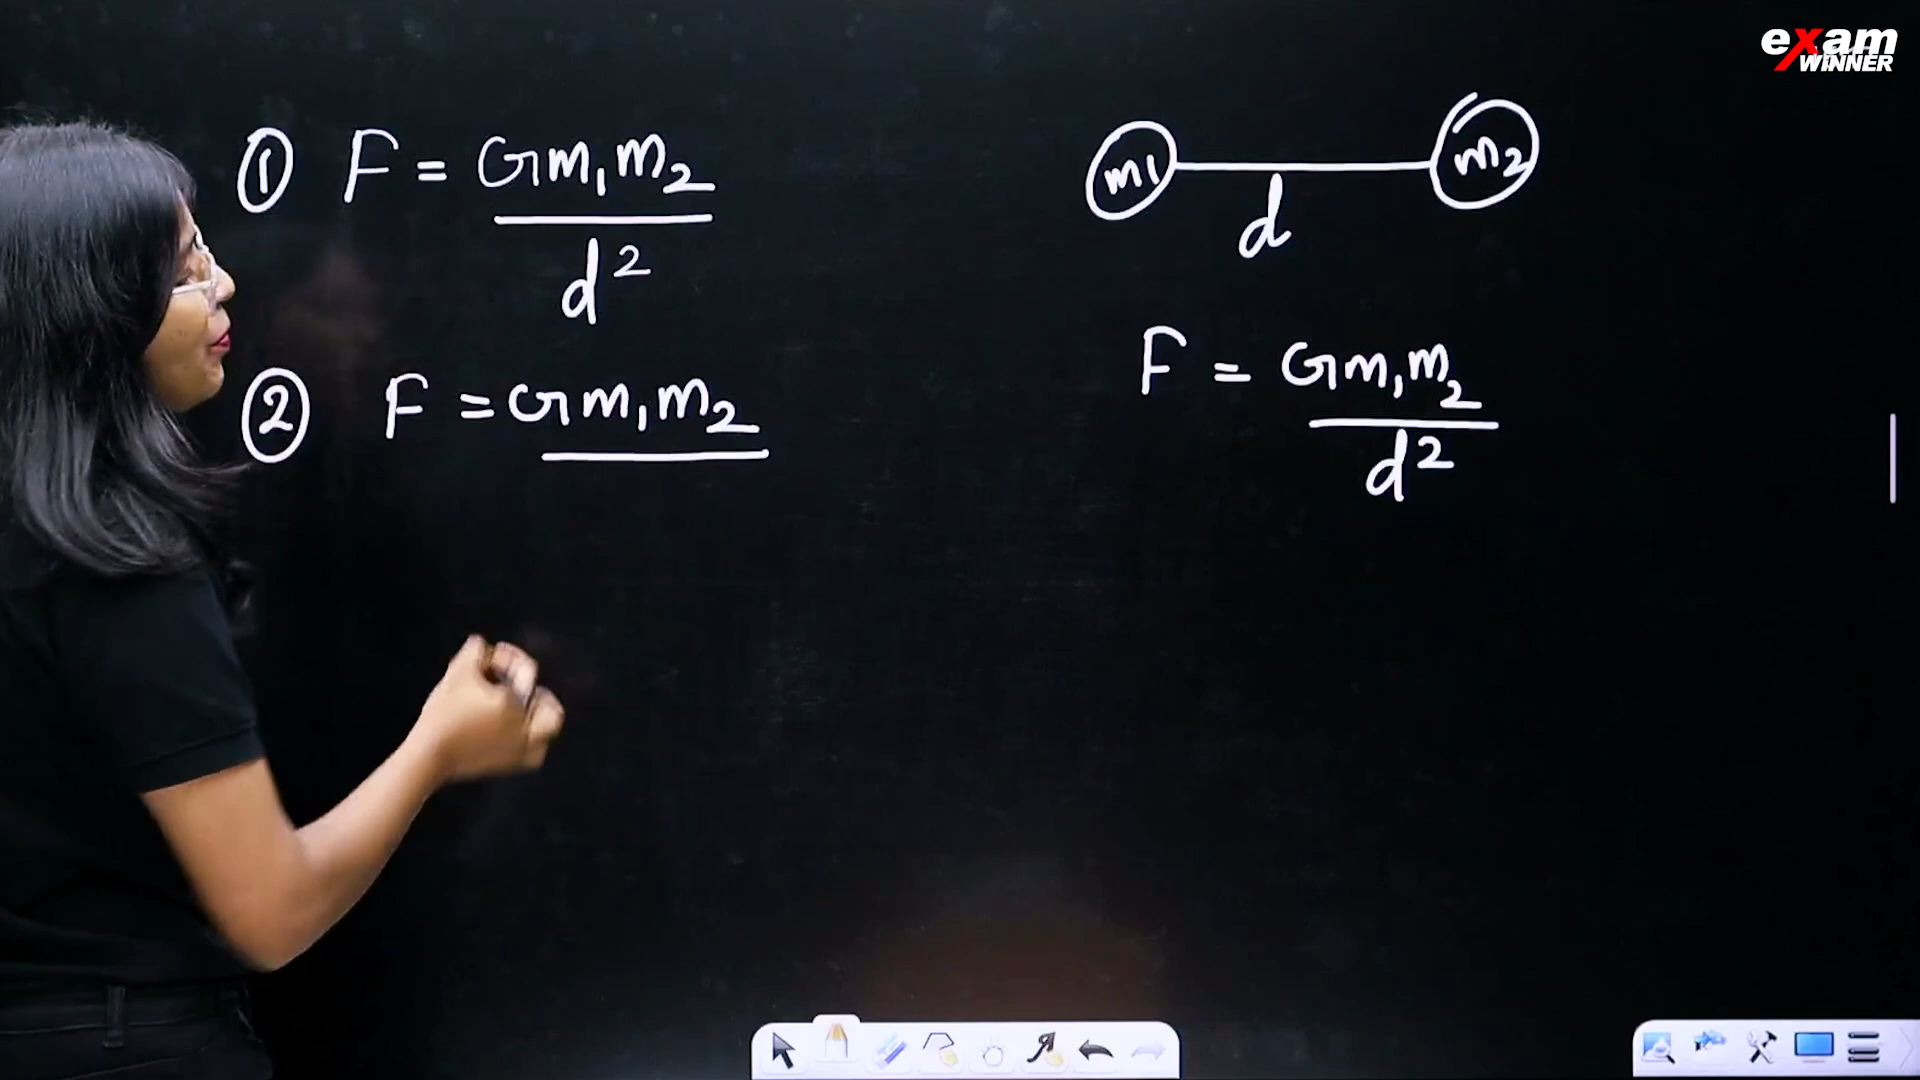 exam
WINNER
① F = Gm₁m₂
d²
② F = Gm₁m₂
m1 m2
d
F = Gm₁m₂
d²